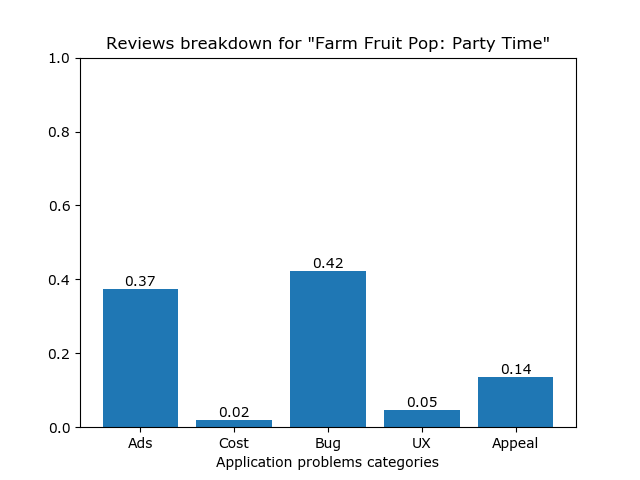 Reviews breakdown for "Farm Fruit Pop: Party Time"
1.0
0.8
0.6
0.4
0.2
0.0
0.37
0.02
0.42
0.05
0.14
Ads
Cost
Bug
UX
Appeal
Application problems categories